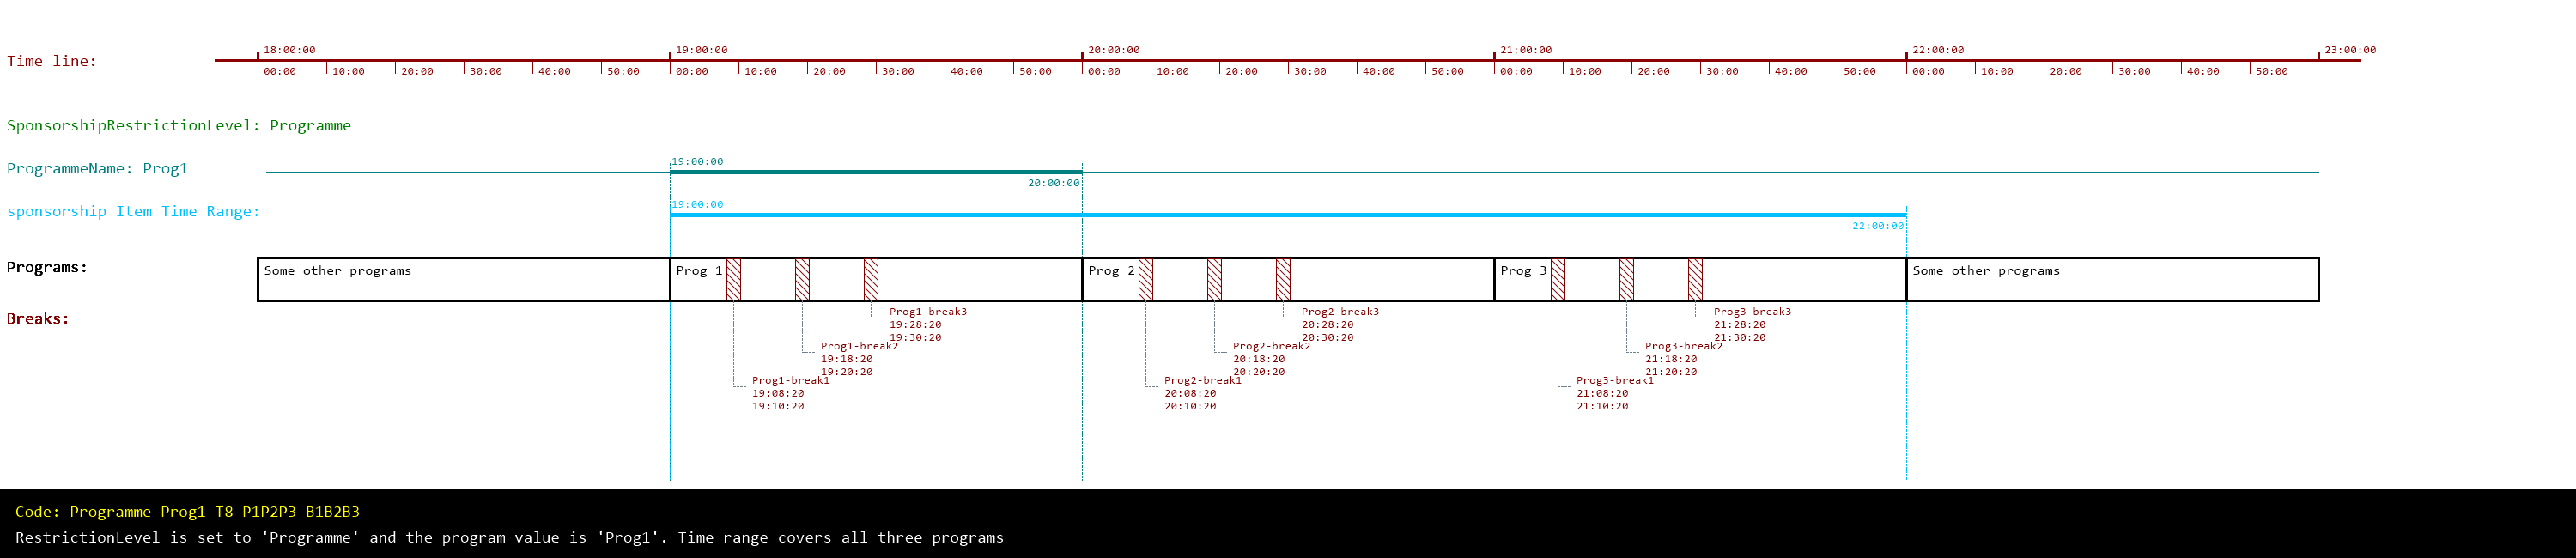 18:00:00 19:00:00 20:00:00 21:00:00 22:00:00 23:00:00
Time line:
00:00 10:00 20:00 30:00 40:00 50:00 00:00 10:00 20:00 30:00 40:00 50:00 00:00 10:00 20:00 30:00 40:00 50:00 00:00 10:00 20:00 30:00 40:00 50:00 00:00 10:00 20:00 30:00 40:00 50:00
SponsorshipRestrictionLevel: Programme
ProgrammeName: Prog1
19:00:00
20:00:00
sponsorship Item Time Range:
19:00:00
22:00:00
Programs:
Some other programs
Prog 1
Prog 2
Prog 3
Some other programs
Breaks:
Prog1-break3
19:28:20
19:30:20
Prog1-break2
19:18:20
19:20:20
Prog1-break1
19:08:20
19:10:20
Prog2-break3
20:28:20
20:30:20
Prog2-break2
20:18:20
20:20:20
Prog2-break1
20:08:20
20:10:20
Prog3-break3
21:28:20
21:30:20
Prog3-break2
21:18:20
21:20:20
Prog3-break1
21:08:20
21:10:20
Code: Programme-Prog1-T8-P1P2P3-B1B2B3
RestrictionLevel is set to 'Programme' and the program value is 'Prog1'. Time range covers all three programs